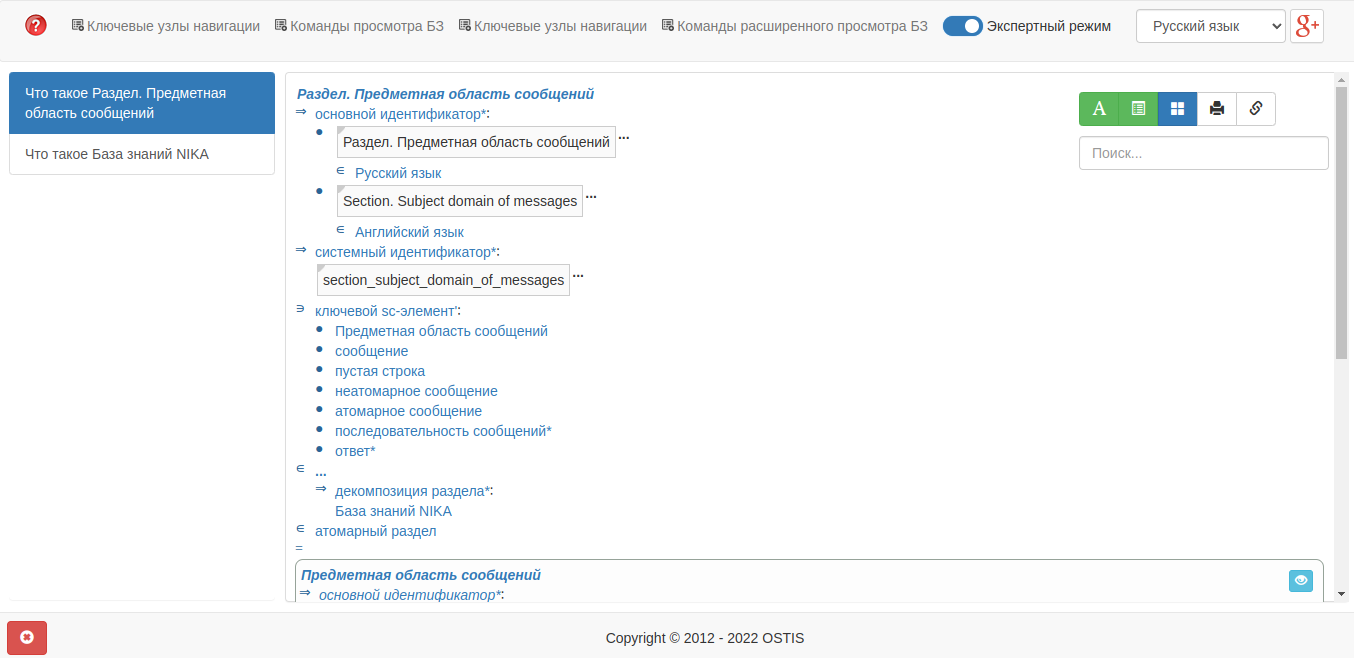 Ключевые узлы навигации Команды просмотра БЗ Ключевые узлы навигации Команды расширенного просмотра БЗ Экспертный режим Русский язык g+
Что такое Раздел. Предметная
область сообщений
Что такое База знаний NIKA
Раздел. Предметная область сообщений
⇒ основной идентификатор*:
• Раздел. Предметная область сообщений ...
∈ Русский язык
• Section. Subject domain of messages ...
∈ Английский язык
⇒ системный идентификатор*:
section_subject_domain_of_messages ...
∋ ключевой sc-элемент':
• Предметная область сообщений
• сообщение
• пустая строка
• неатомарное сообщение
• атомарное сообщение
• последовательность сообщений*
• ответ*
∈ ...
⇒ декомпозиция раздела*:
База знаний NIKA
∈ атомарный раздел
=
Предметная область сообщений
⇒ основной идентификатор*:
A
Поиск...
Copyright © 2012 - 2022 OSTIS